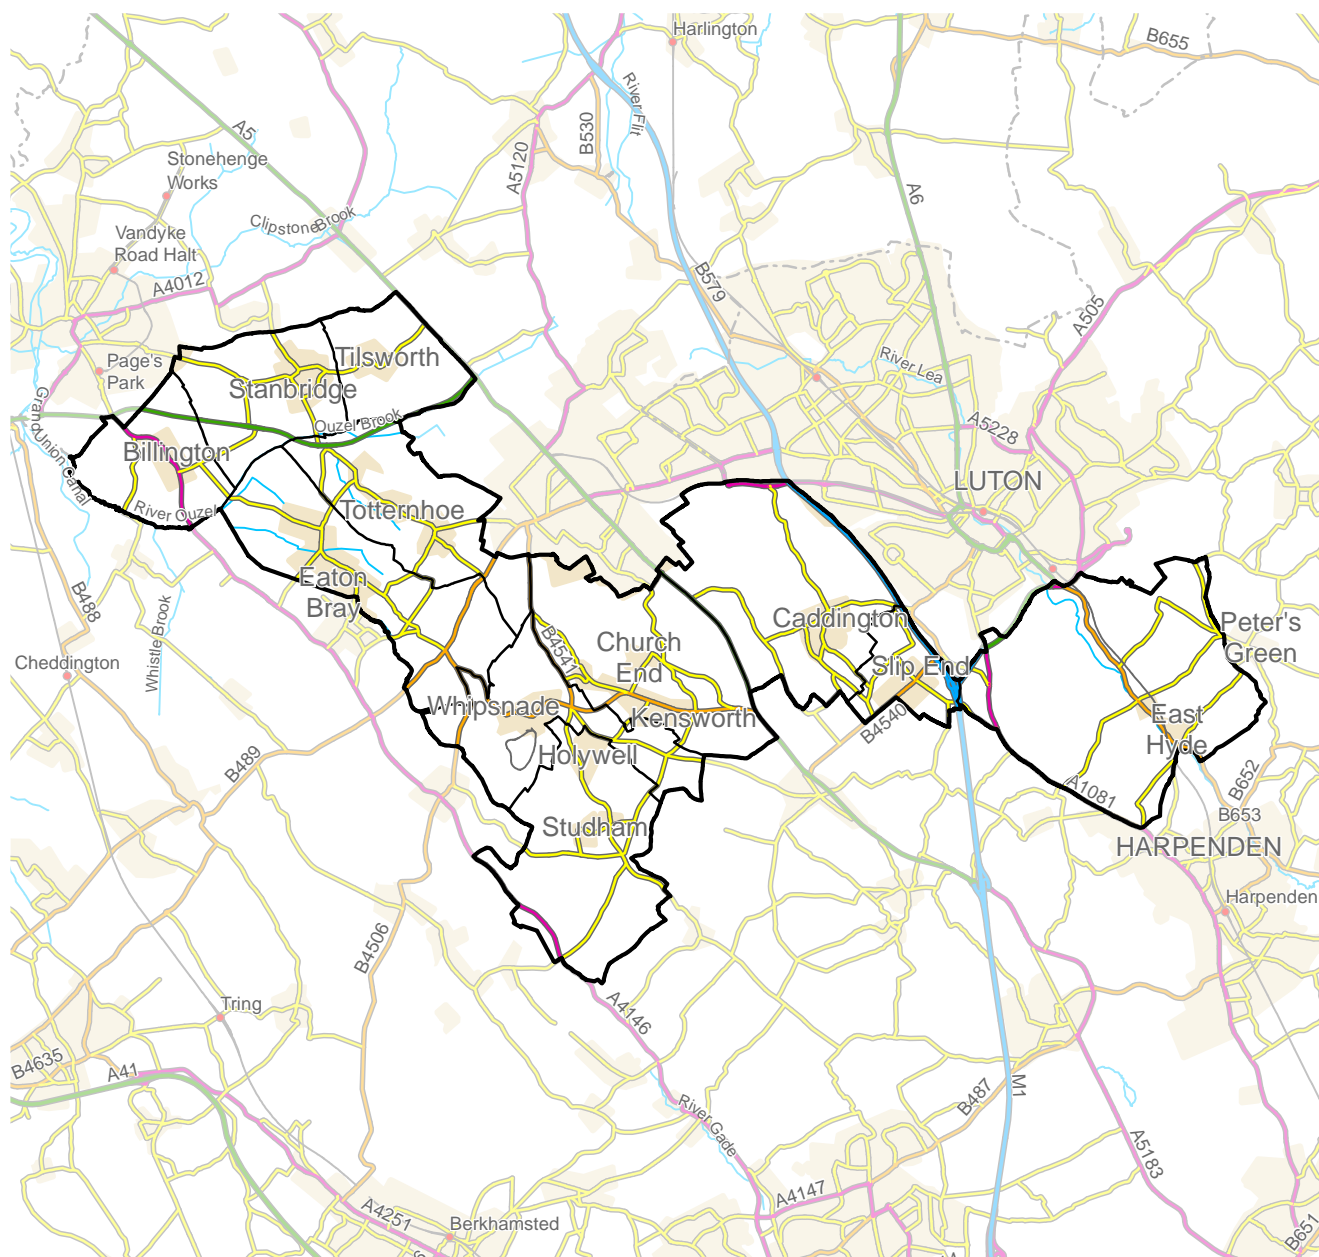 Harlington
B655
River Flit
B530
A5
A5120
Stonehenge
Works
A6
Clipstone Brook
Vandyke
Road Halt
A4012
B579
A505
River Lea
Page's
Park
Tilsworth
Stanbridge
Ouzel Brook
Grand Union Canal
A5228
Billington
LUTON
River Ouzel
Totternhoe
Eaton
Bray
B488
Whistle Brook
Caddington
Peter's
Green
Church
End
B4541
Cheddington
Slip End
Whipsnade
Kensworth
B4540
East
Hyde
Holywell
B489
A1081
B652
B653
Studham
HARPENDEN
Harpenden
B4506
Tring
A4146
B4635
A41
M1
B487
River Gade
A5183
A4147
A4251
Berkhamsted
B651